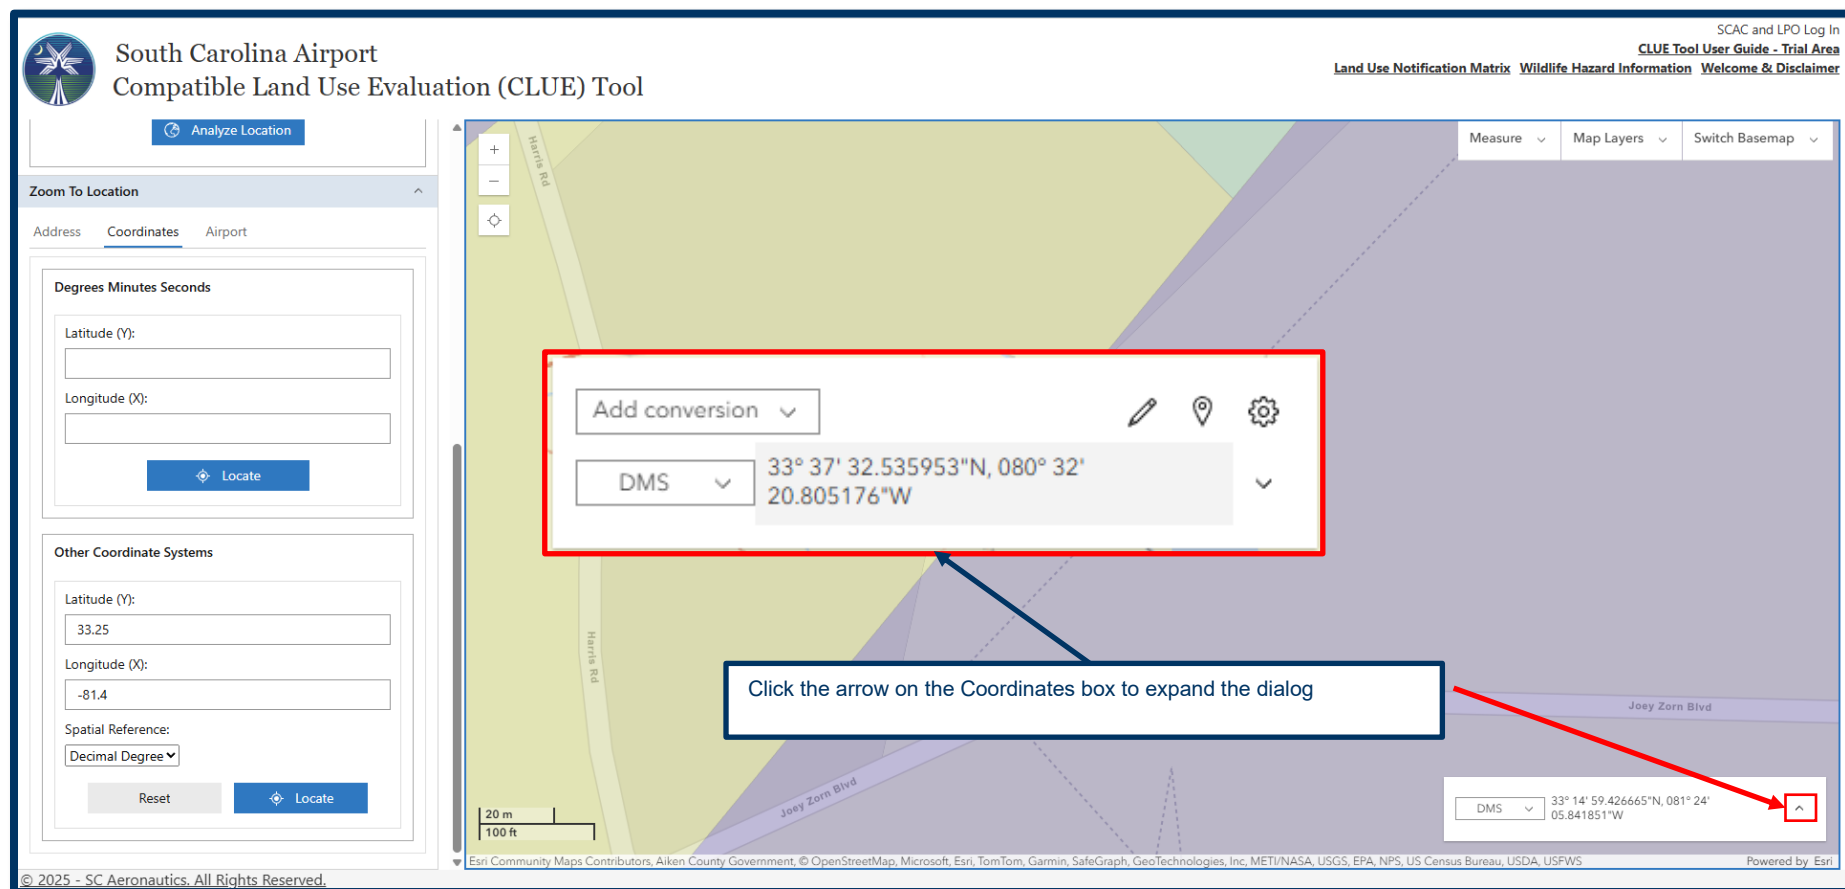 South Carolina Airport
Compatible Land Use Evaluation (CLUE) Tool
SCAC and LPO Log In
CLUE Tool User Guide - Trial Area
Land Use Notification Matrix Wildlife Hazard Information Welcome & Disclaimer
Analyze Location
Zoom To Location
Address Coordinates Airport
Degrees Minutes Seconds
Latitude (Y):
Longitude (X):
Locate
Other Coordinate Systems
Latitude (Y):
33.25
Longitude (X):
-81.4
Spatial Reference:
Decimal Degree
Reset Locate
Measure Map Layers Switch Basemap
Harris Rd
Add conversion
DMS
33° 37' 32.535953"N, 080° 32'
20.805176"W
Harris Rd
Click the arrow on the Coordinates box to expand the dialog
Joey Zorn Blvd
Joey Zorn Blvd
20 m
100 ft
DMS
33° 14' 59.426665"N, 081° 24'
05.841851"W
Esri Community Maps Contributors, Aiken County Government, © OpenStreetMap, Microsoft, Esri, TomTom, Garmin, SafeGraph, GeoTechnologies, Inc, METI/NASA, USGS, EPA, NPS, US Census Bureau, USDA, USFWS
Powered by Esri
© 2025 - SC Aeronautics. All Rights Reserved.